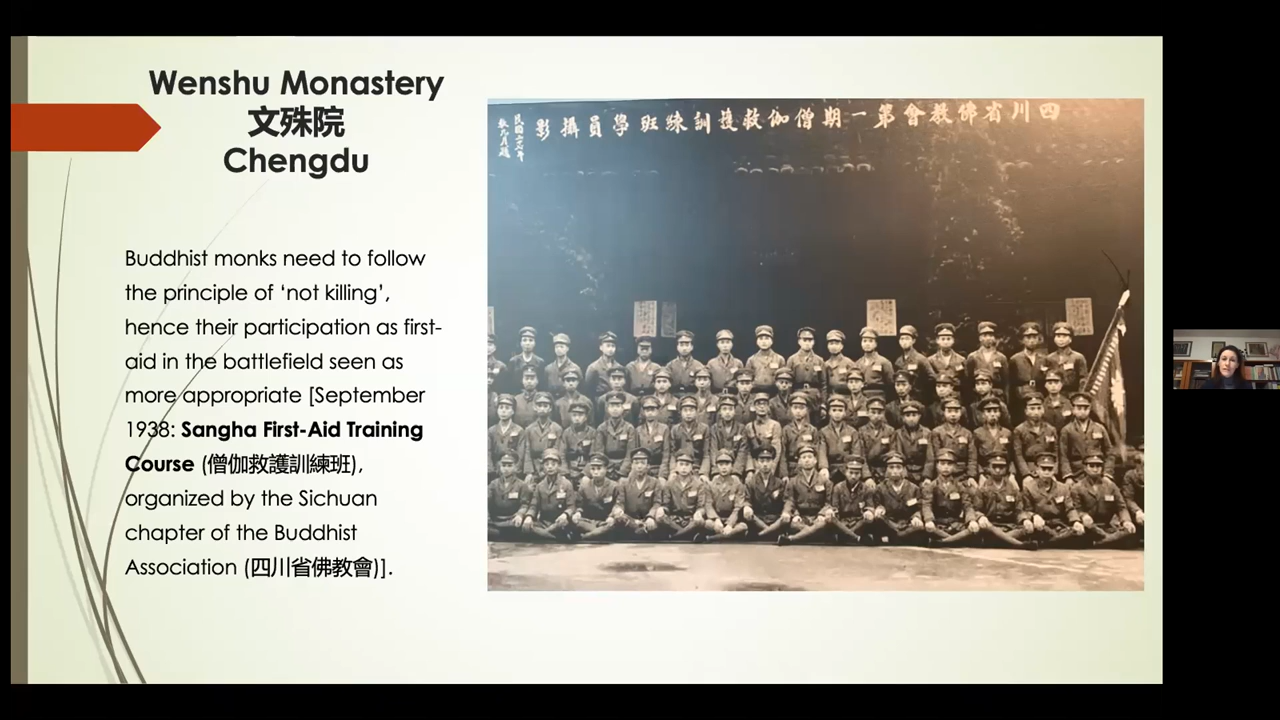 Wenshu Monastery
文殊院
Chengdu
Buddhist monks need to follow
the principle of ‘not killing’,
hence their participation as first-
aid in the battlefield seen as
more appropriate [September
1938: Sangha First-Aid Training
Course (僧伽救護訓練班),
organized by the Sichuan
chapter of the Buddhist
Association (四川省佛教會)].
四川省佛教會第一期僧伽救護訓練班學員攝影